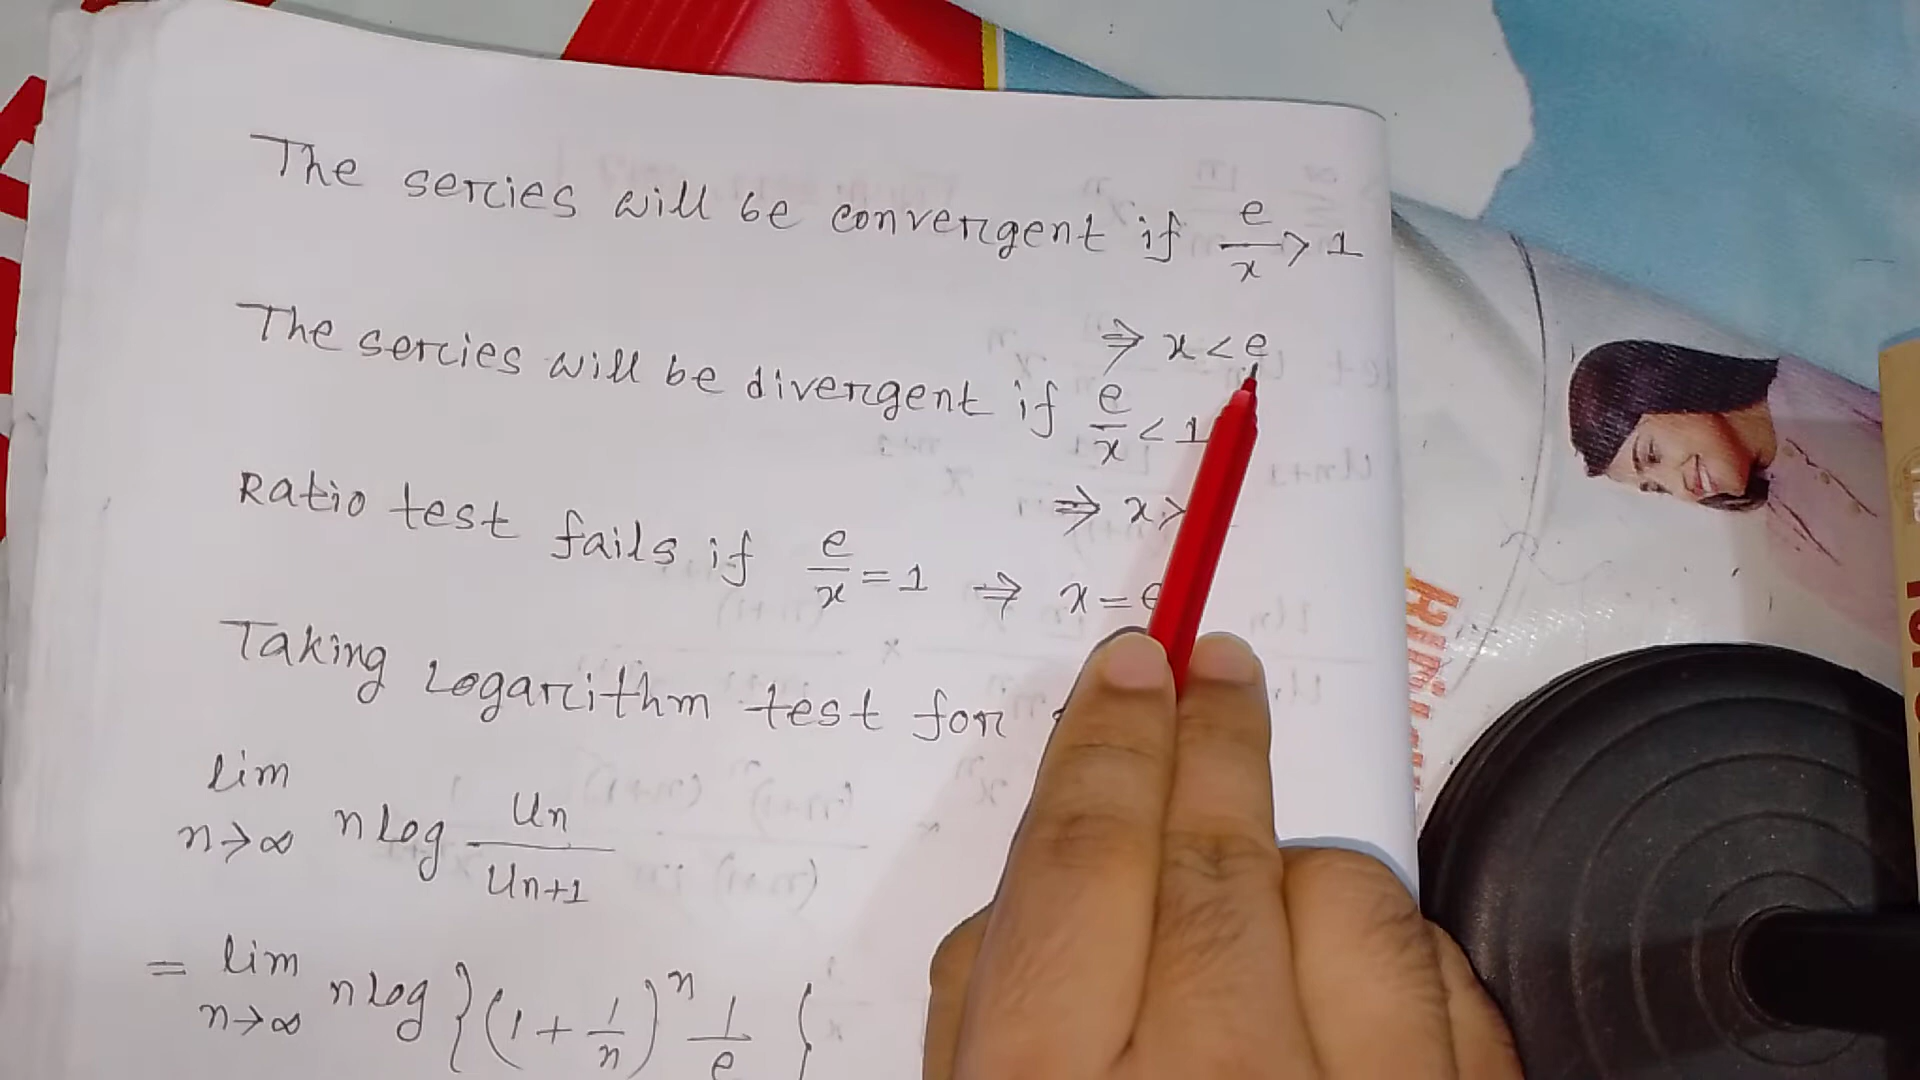 The series will be convergent if e/x > 1
⇒ x < e
The series will be divergent if e/x < 1
⇒ x >
Ratio test fails if e/x = 1 ⇒ x = e
Taking Logarithm test for
lim n→∞ n log Un/Un+1
= lim n→∞ n log {(1 + 1/n)^n 1/e}